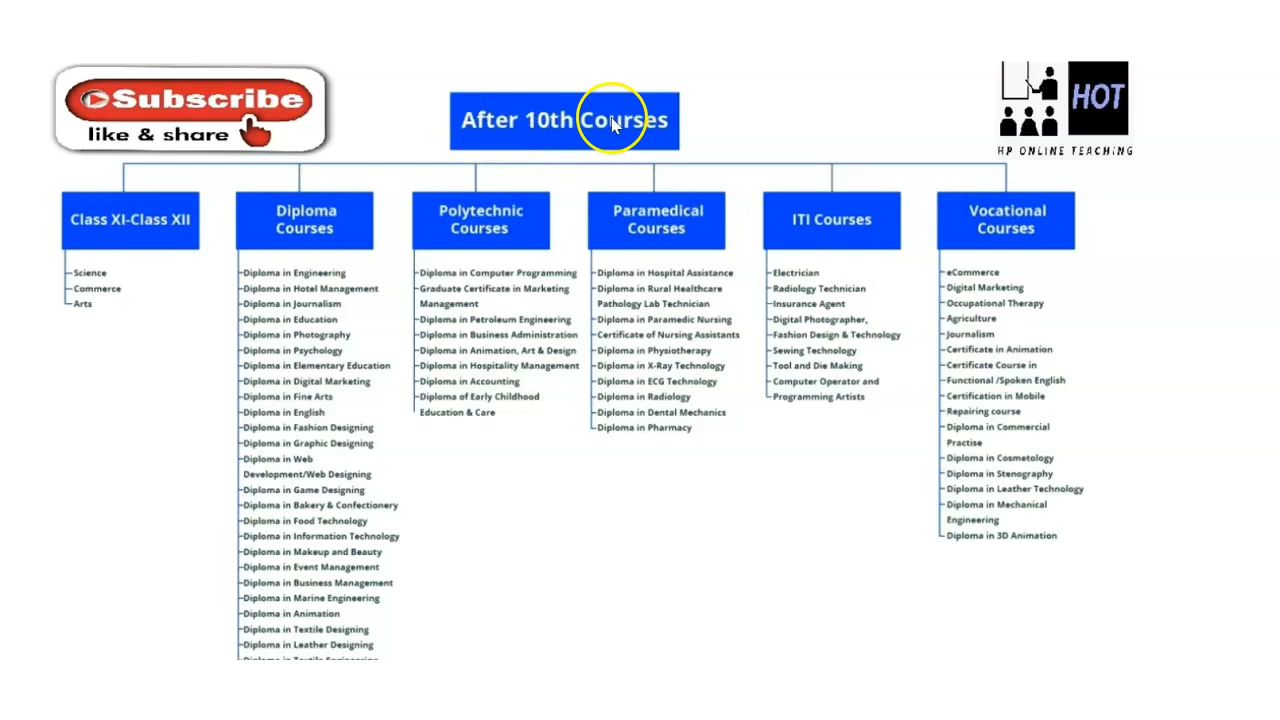 Subscribe
like & share
After 10th Courses
HOT
HP ONLINE TEACHING
Class XI-Class XII
Science
Commerce
Arts
Diploma
Courses
Diploma in Engineering
Diploma in Hotel Management
Diploma in Journalism
Diploma in Education
Diploma in Photography
Diploma in Psychology
Diploma in Elementary Education
Diploma in Digital Marketing
Diploma in Fine Arts
Diploma in English
Diploma in Fashion Designing
Diploma in Graphic Designing
Diploma in Web
Development/Web Designing
Diploma in Game Designing
Diploma in Bakery & Confectionery
Diploma in Food Technology
Diploma in Information Technology
Diploma in Makeup and Beauty
Diploma in Event Management
Diploma in Business Management
Diploma in Marine Engineering
Diploma in Animation
Diploma in Textile Designing
Diploma in Leather Designing
Diploma in Textile Engineering
Polytechnic
Courses
Diploma in Computer Programming
Graduate Certificate in Marketing
Management
Diploma in Petroleum Engineering
Diploma in Business Administration
Diploma in Animation, Art & Design
Diploma in Hospitality Management
Diploma in Accounting
Diploma of Early Childhood
Education & Care
Paramedical
Courses
Diploma in Hospital Assistance
Diploma in Rural Healthcare
Pathology Lab Technician
Diploma in Paramedic Nursing
Certificate of Nursing Assistants
Diploma in Physiotherapy
Diploma in X-Ray Technology
Diploma in ECG Technology
Diploma in Radiology
Diploma in Dental Mechanics
Diploma in Pharmacy
ITI Courses
Electrician
Radiology Technician
Insurance Agent
Digital Photographer,
Fashion Design & Technology
Sewing Technology
Tool and Die Making
Computer Operator and
Programming Artists
Vocational
Courses
eCommerce
Digital Marketing
Occupational Therapy
Agriculture
Journalism
Certificate in Animation
Certificate Course in
Functional /Spoken English
Certification in Mobile
Repairing course
Diploma in Commercial
Practise
Diploma in Cosmetology
Diploma in Stenography
Diploma in Leather Technology
Diploma in Mechanical
Engineering
Diploma in 3D Animation